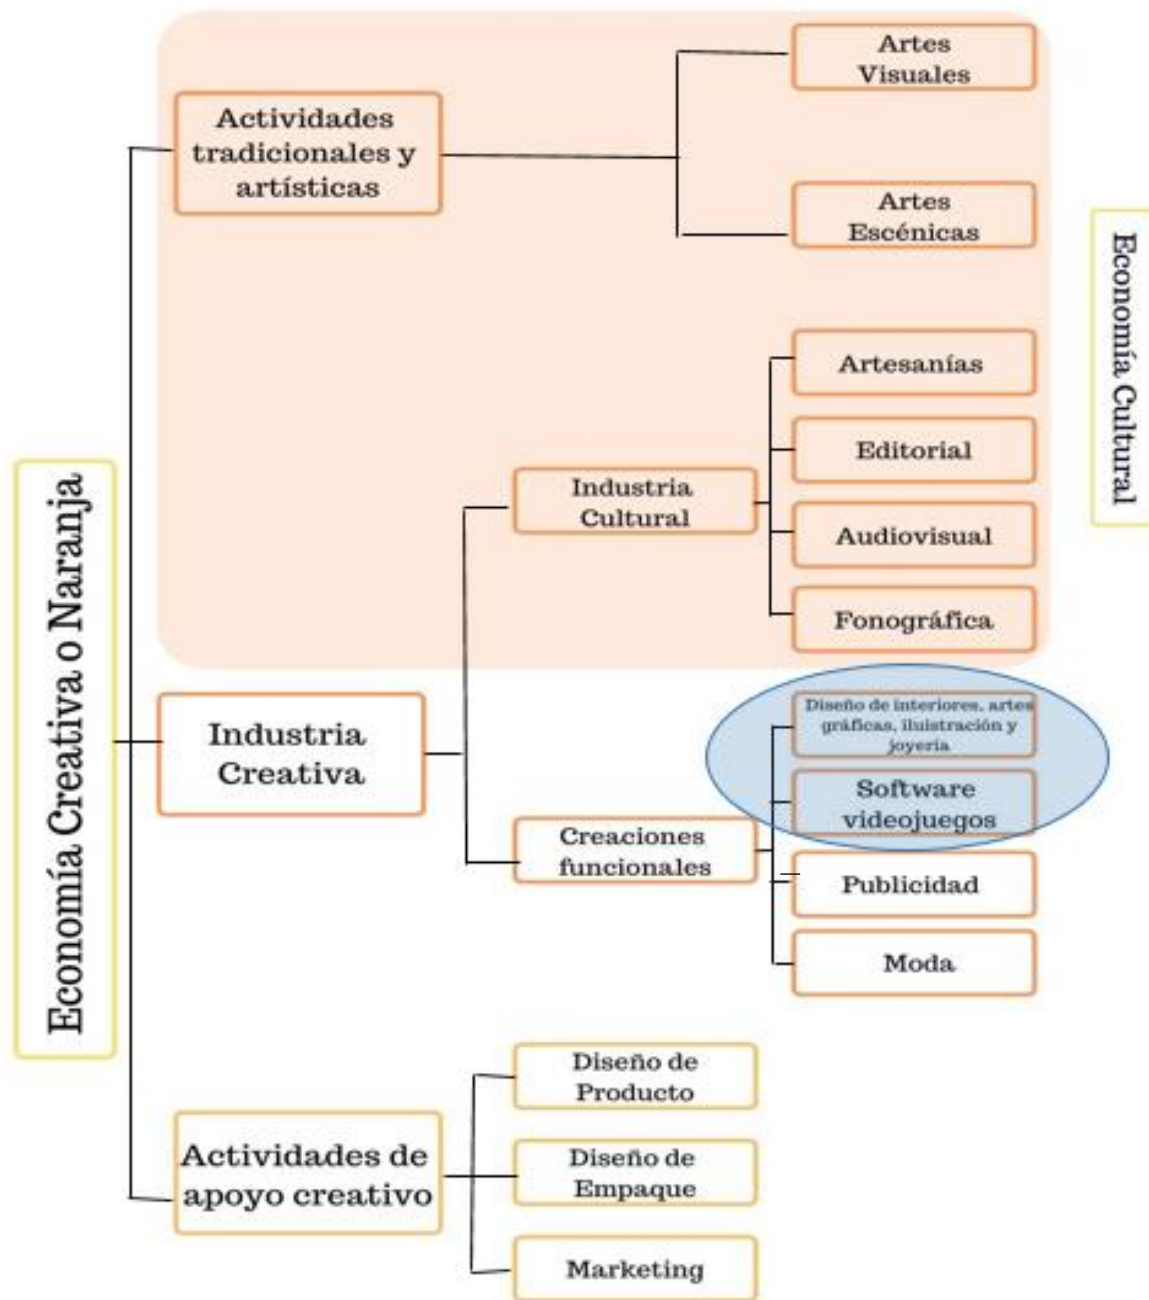 Economía Creativa o Naranja
Actividades
tradicionales y
artísticas
Artes
Visuales
Artes
Escénicas
Economía Cultural
Industria
Creativa
Industria
Cultural
Artesanías
Editorial
Audiovisual
Fonográfica
Creaciones
funcionales
Diseño de interiores, artes
gráficas, iluistración y
joyería
Software
videojuegos
Publicidad
Moda
Actividades de
apoyo creativo
Diseño de
Producto
Diseño de
Empaque
Marketing